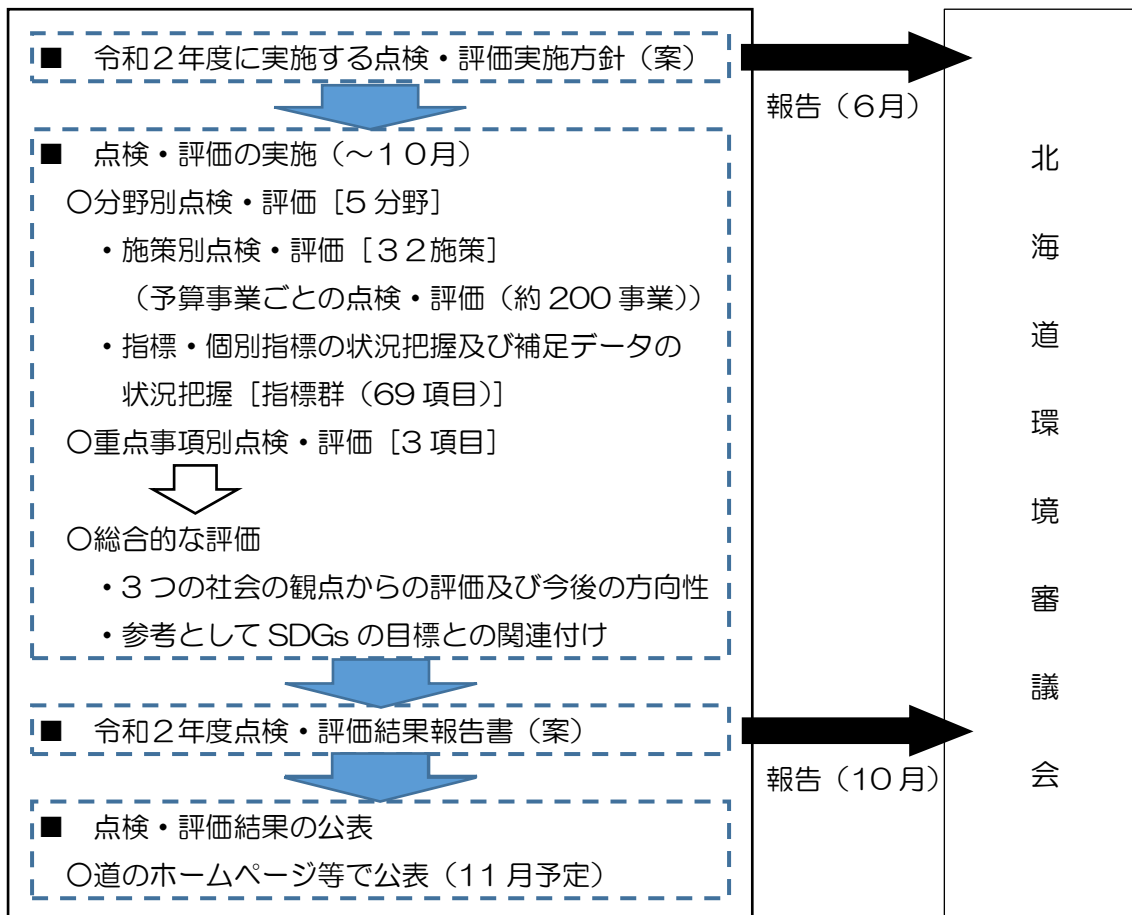 ■ 令和２年度に実施する点検・評価実施方針（案）
報告（６月）
■ 点検・評価の実施（～１０月）
○分野別点検・評価［５分野］
・施策別点検・評価［３２施策］
（予算事業ごとの点検・評価（約 200 事業））
・指標・個別指標の状況把握及び補足データの
状況把握［指標群（69 項目）］
○重点事項別点検・評価［３項目］
○総合的な評価
・３つの社会の観点からの評価及び今後の方向性
・参考として SDGs の目標との関連付け
■ 令和２年度点検・評価結果報告書（案）
報告（10 月）
■ 点検・評価結果の公表
○道のホームページ等で公表（11 月予定）
北海道環境審議会